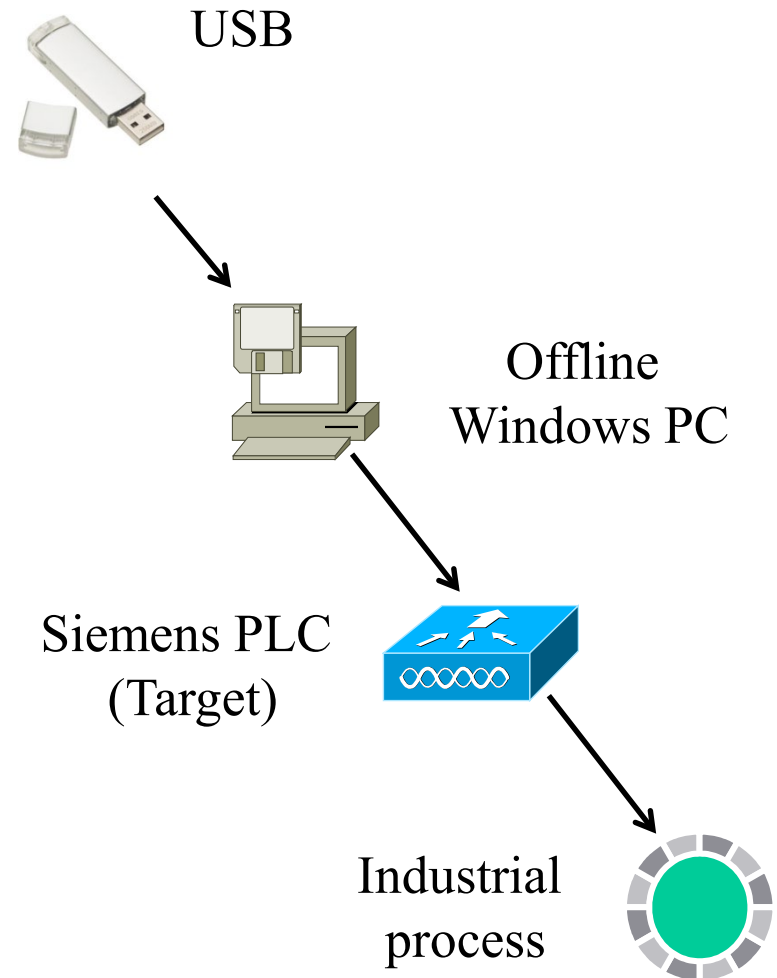 USB
Offline
Windows PC
Siemens PLC
(Target)
Industrial
process